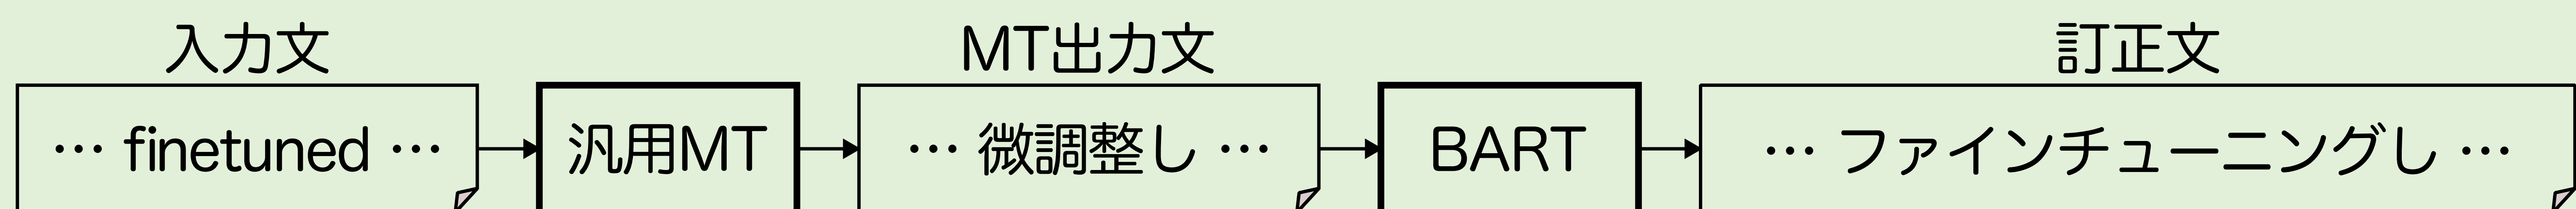 入力文
MT出力文
訂正文
… finetuned …
汎用MT
… 微調整し …
BART
… ファインチューニングし …